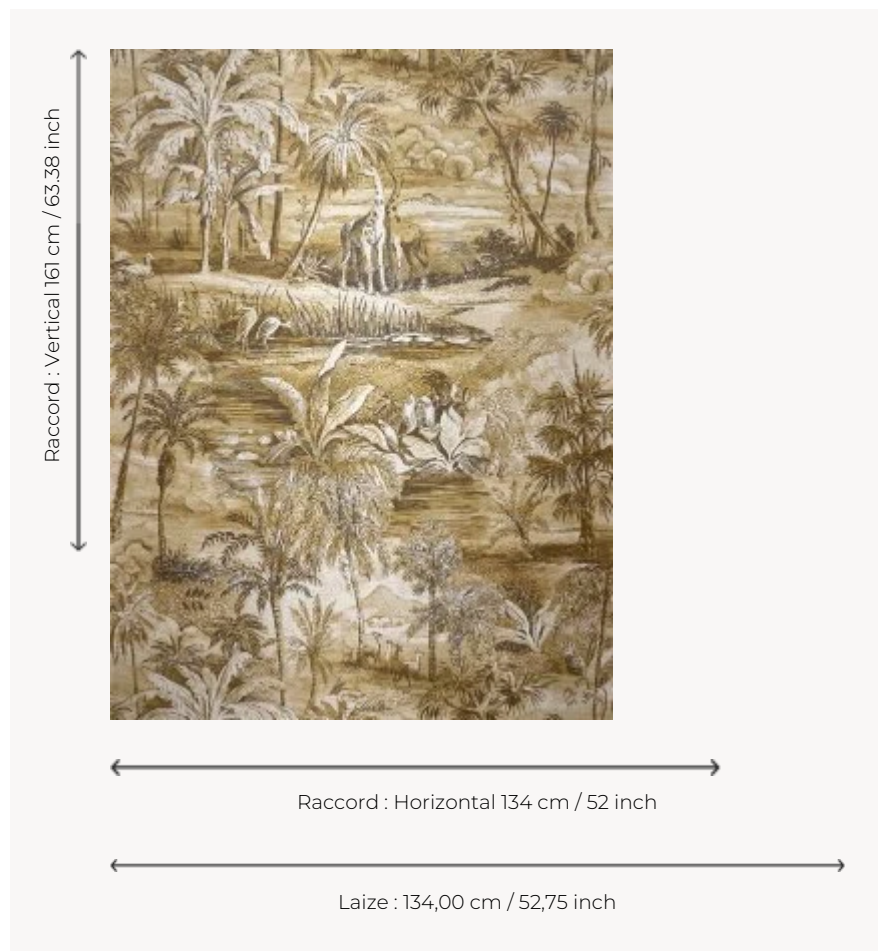 Raccord : Vertical 161 cm / 63.38 inch
Raccord : Horizontal 134 cm / 52 inch
Laize : 134,00 cm / 52,75 inch